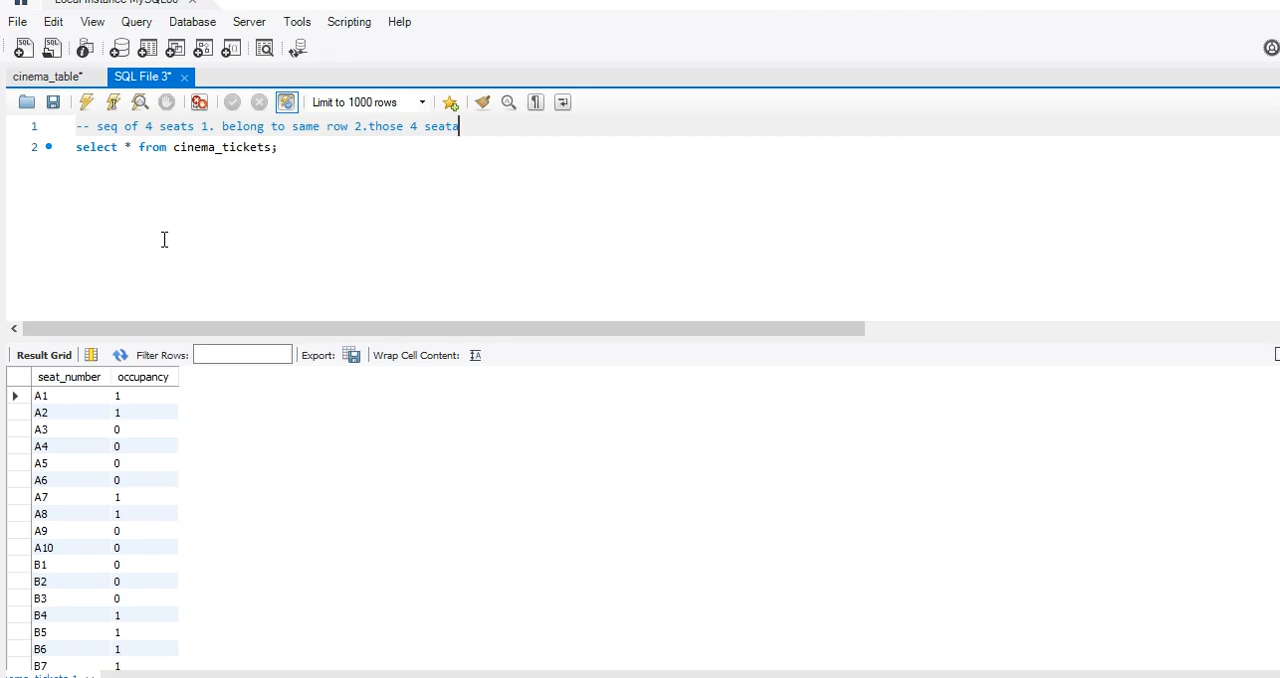 Local instance MySQL80 ×
File Edit View Query Database Server Tools Scripting Help
cinema_table* SQL File 3* ×
Limit to 1000 rows
1 -- seq of 4 seats 1. belong to same row 2.those 4 seata
2 select * from cinema_tickets;
Result Grid Filter Rows: Export: Wrap Cell Content:
seat_number occupancy
A1 1
A2 1
A3 0
A4 0
A5 0
A6 0
A7 1
A8 1
A9 0
A10 0
B1 0
B2 0
B3 0
B4 1
B5 1
B6 1
B7 1